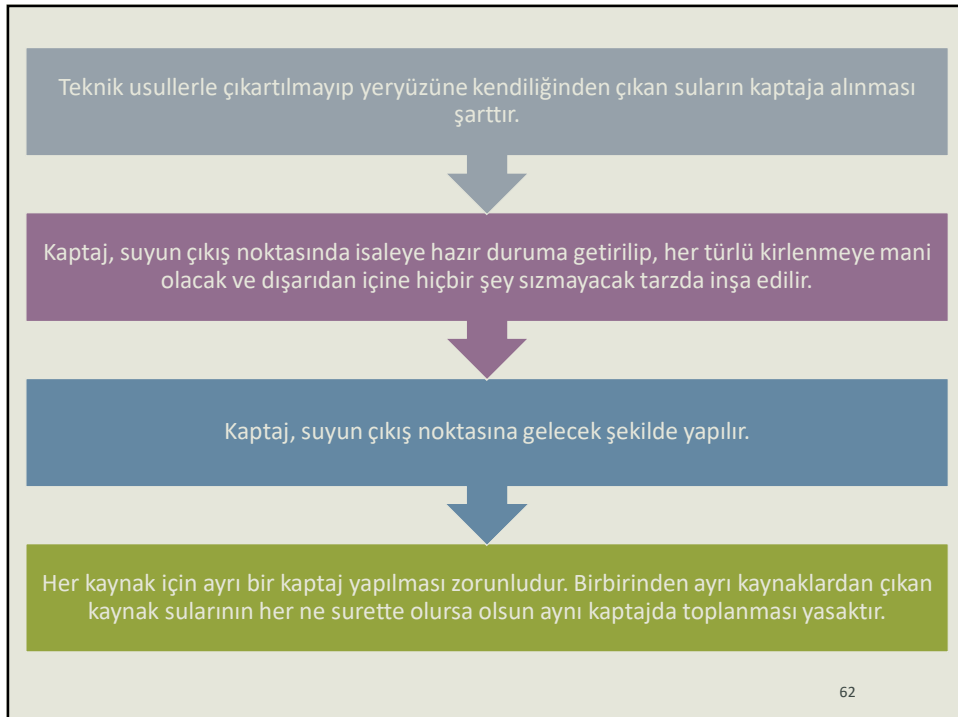 Teknik usullerle çıkartılmayıp yeryüzüne kendiliğinden çıkan suların kaptaja alınması
şarttır.
Kaptaj, suyun çıkış noktasında isaleye hazır duruma getirilip, her türlü kirlenmeye mani
olacak ve dışarıdan içine hiçbir şey sızmayacak tarzda inşa edilir.
Kaptaj, suyun çıkış noktasına gelecek şekilde yapılır.
Her kaynak için ayrı bir kaptaj yapılması zorunludur. Birbirinden ayrı kaynaklardan çıkan
kaynak sularının her ne surette olursa olsun aynı kaptajda toplanması yasaktır.
62